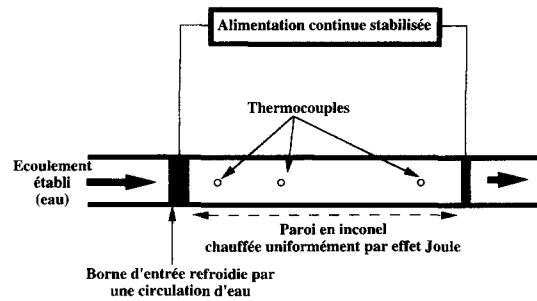 Alimentation continue stabilisée
Thermocouples
Ecoulement
établi
(eau)
Paroi en inconel
chauffée uniformément par effet Joule
Borne d'entrée refroidie par
une circulation d'eau